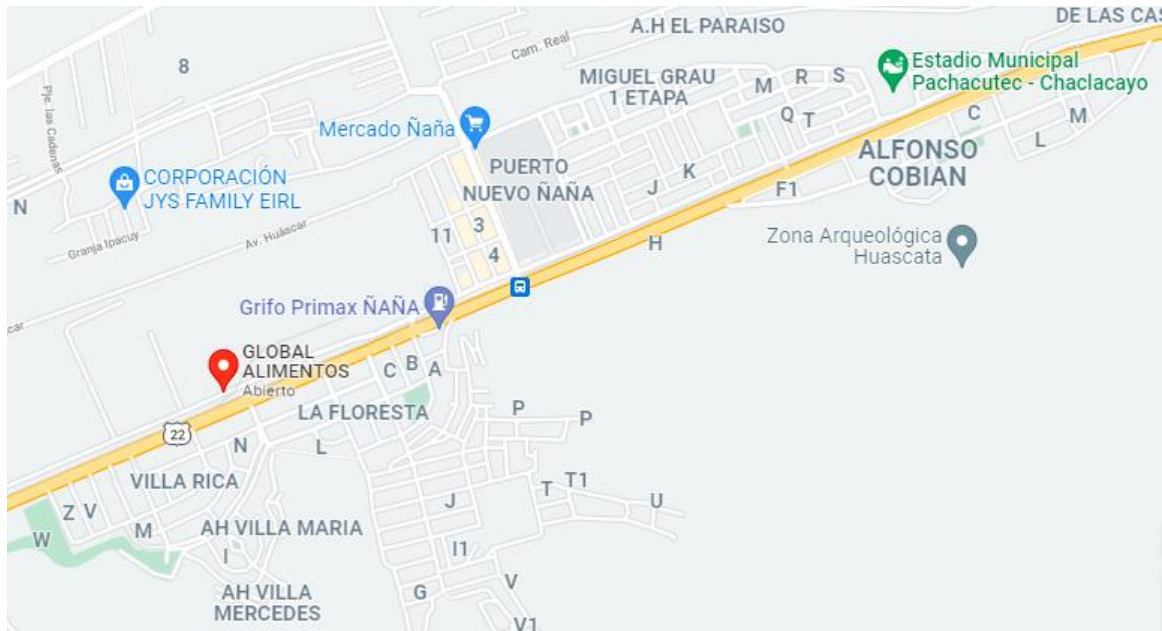 DE LAS CAS
A.H EL PARAISO
Cam. Real
8
Estadio Municipal
Pachacutec - Chaclacayo
MIGUEL GRAU
1 ETAPA
M
R
S
Q
T
Pje. las Cadenas
Mercado Ñaña
C
M
L
ALFONSO
COBIAN
PUERTO
NUEVO ÑAÑA
K
J
F1
CORPORACIÓN
JYS FAMILY EIRL
N
Granja Ipacuy
Av. Huáscar
11
3
4
H
Zona Arqueológica
Huascata
Grifo Primax ÑAÑA
car
GLOBAL
ALIMENTOS
Abierto
C
B
A
LA FLORESTA
P
P
22
N
L
VILLA RICA
T
T1
U
J
Z
V
W
M
AH VILLA MARIA
I
I1
AH VILLA
MERCEDES
G
V
V1